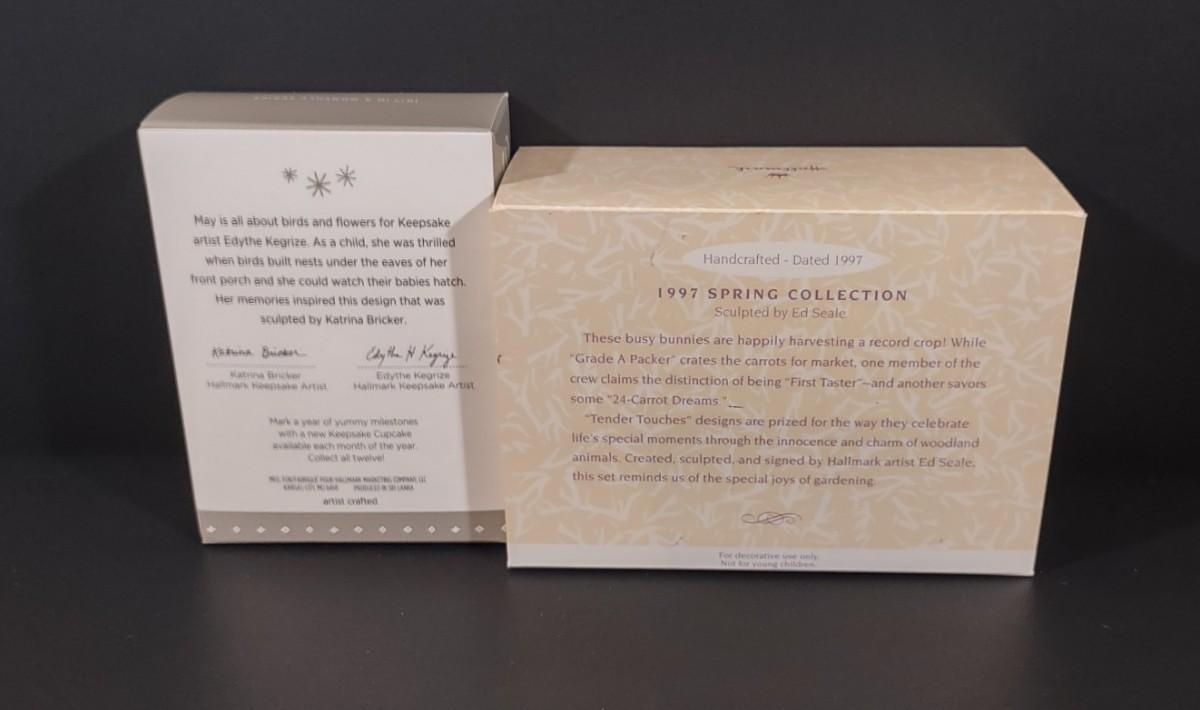 May is all about birds and flowers for Keepsake
artist Edythe Kegrize. As a child, she was thrilled
when birds built nests under the eaves of her
front porch and she could watch their babies hatch.
Her memories inspired this design that was
sculpted by Katrina Bricker.
Katrina Bricker
Edythe H Kegrize
Katrina Bricker
Hallmark Keepsake Artist
Edythe Kegrize
Hallmark Keepsake Artist
Mark a year of yummy milestones
with a new Keepsake Cupcake
available each month of the year.
Collect all twelve!
artist crafted
Hallmark
Handcrafted - Dated 1997
1997 SPRING COLLECTION
Sculpted by Ed Seale
These busy bunnies are happily harvesting a record crop! While
"Grade A Packer" crates the carrots for market, one member of the
crew claims the distinction of being "First Taster"—and another savors
some "24-Carrot Dreams."
"Tender Touches" designs are prized for the way they celebrate
life's special moments through the innocence and charm of woodland
animals. Created, sculpted, and signed by Hallmark artist Ed Seale,
this set reminds us of the special joys of gardening.
For decorative use only.
Not for young children.